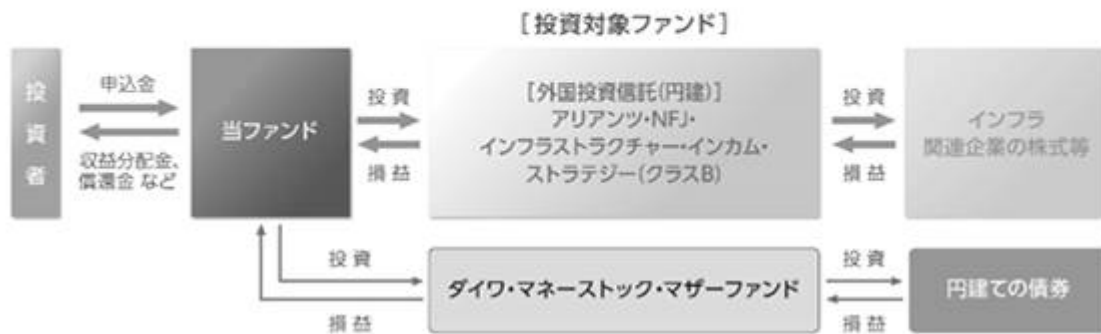 [投資対象ファンド]
投資者
申込金
収益分配金、
償還金 など
当ファンド
投資
損益
[外国投資信託(円建)]
アリアンツ・NFJ・
インフラストラクチャー・インカム・
ストラテジー(クラスB)
投資
損益
インフラ
関連企業の株式等
投資
損益
ダイワ・マネーストック・マザーファンド
投資
損益
円建ての債券